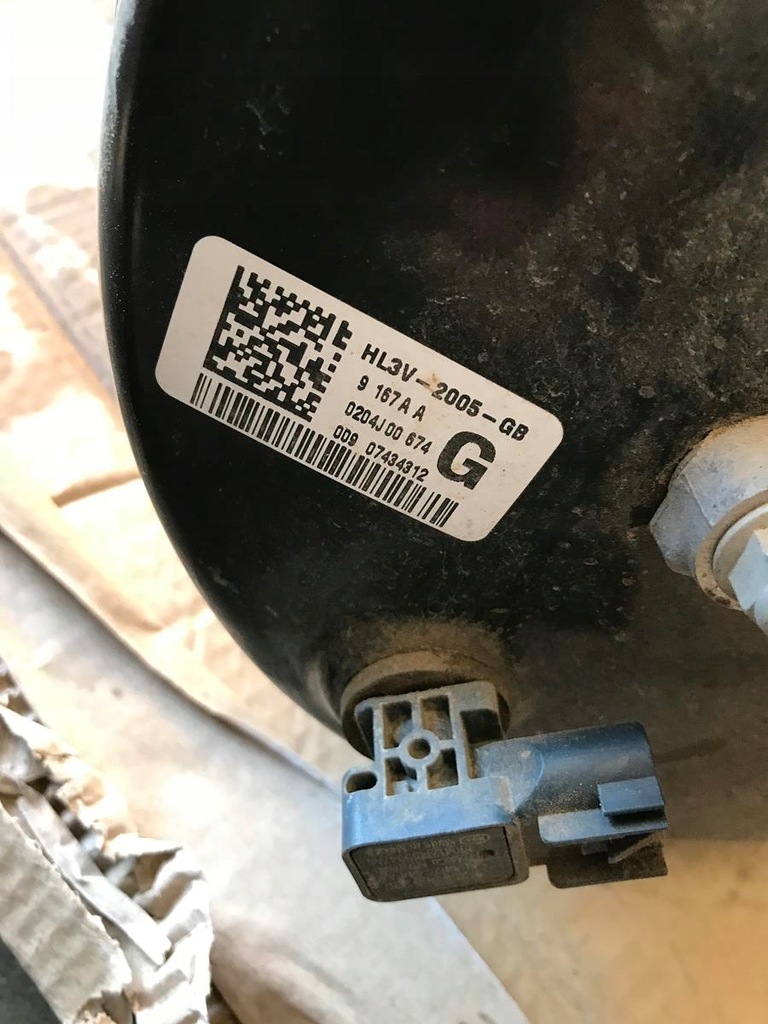 HL3V-2005-GB
9 167A A
0204J00 674
G
009 07434312